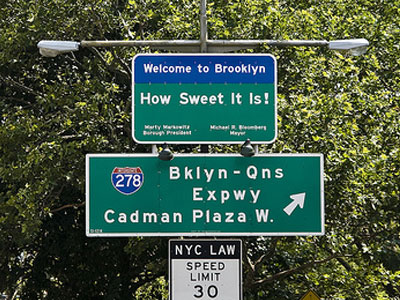 Welcome to Brooklyn
How Sweet It Is!
Marty Markowitz
Borough President
Michael R. Bloomberg
Mayor
INTERSTATE
278
Bklyn-Qns
Expwy
Cadman Plaza W.
NYC LAW
SPEED
LIMIT
30